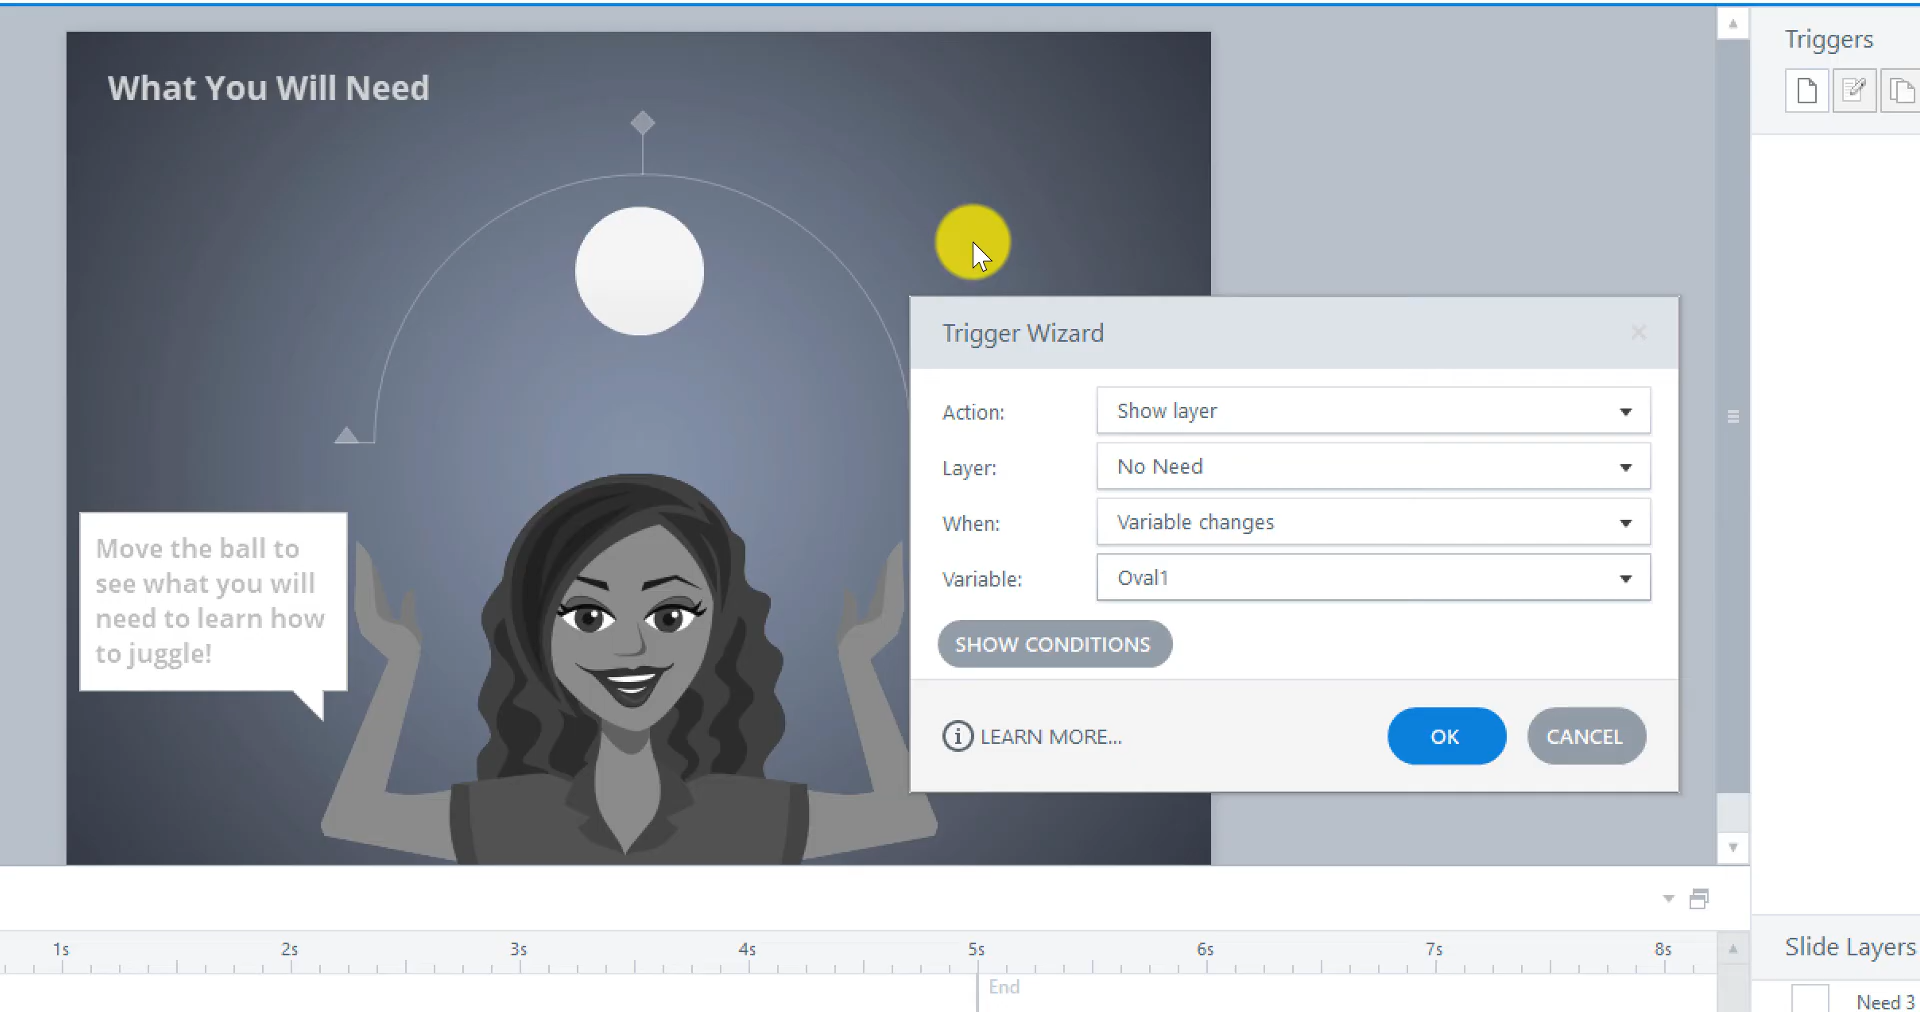 Triggers
What You Will Need
Trigger Wizard
Action:
Show layer
Layer:
No Need
When:
Variable changes
Variable:
Oval1
SHOW CONDITIONS
LEARN MORE...
OK
CANCEL
Move the ball to
see what you will
need to learn how
to juggle!
1s
2s
3s
4s
5s
6s
7s
8s
End
Slide Layers
Need 3